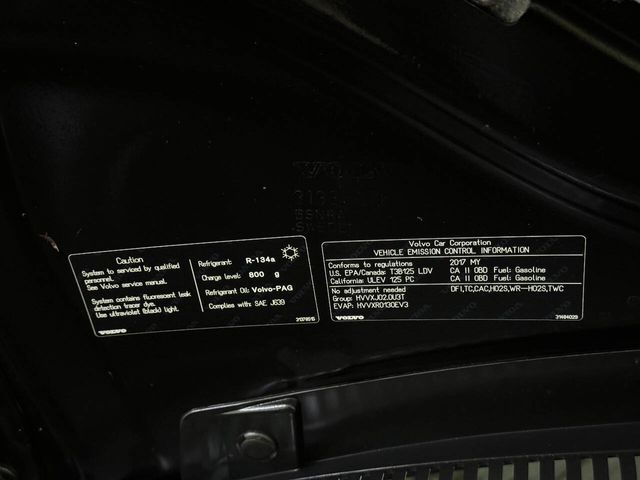 VOLVO
Caution
System to serviced by qualified
personnel.
See Volvo service manual.
System contains fluorescent leak
detection tracer dye.
Use ultraviolet (black) light.
VOLVO
Refrigerant: R-134a
Charge level: 800 g
Refrigerant Oil: Volvo-PAG
Complies with: SAE J639
Volvo Car Corporation
VEHICLE EMISSION CONTROL INFORMATION
Conforms to regulations 2017 MY
U.S. EPA/Canada: T3B125 LDV CA II OBD Fuel: Gasoline
California: ULEV 125 PC CA II OBD Fuel: Gasoline
No adjustment needed DFI,TC,CAC,HO2S,WR-HO2S,TWC
Group: HVVXJ02.0U3T
EVAP: HVVXR0130EV3
VOLVO 31484029